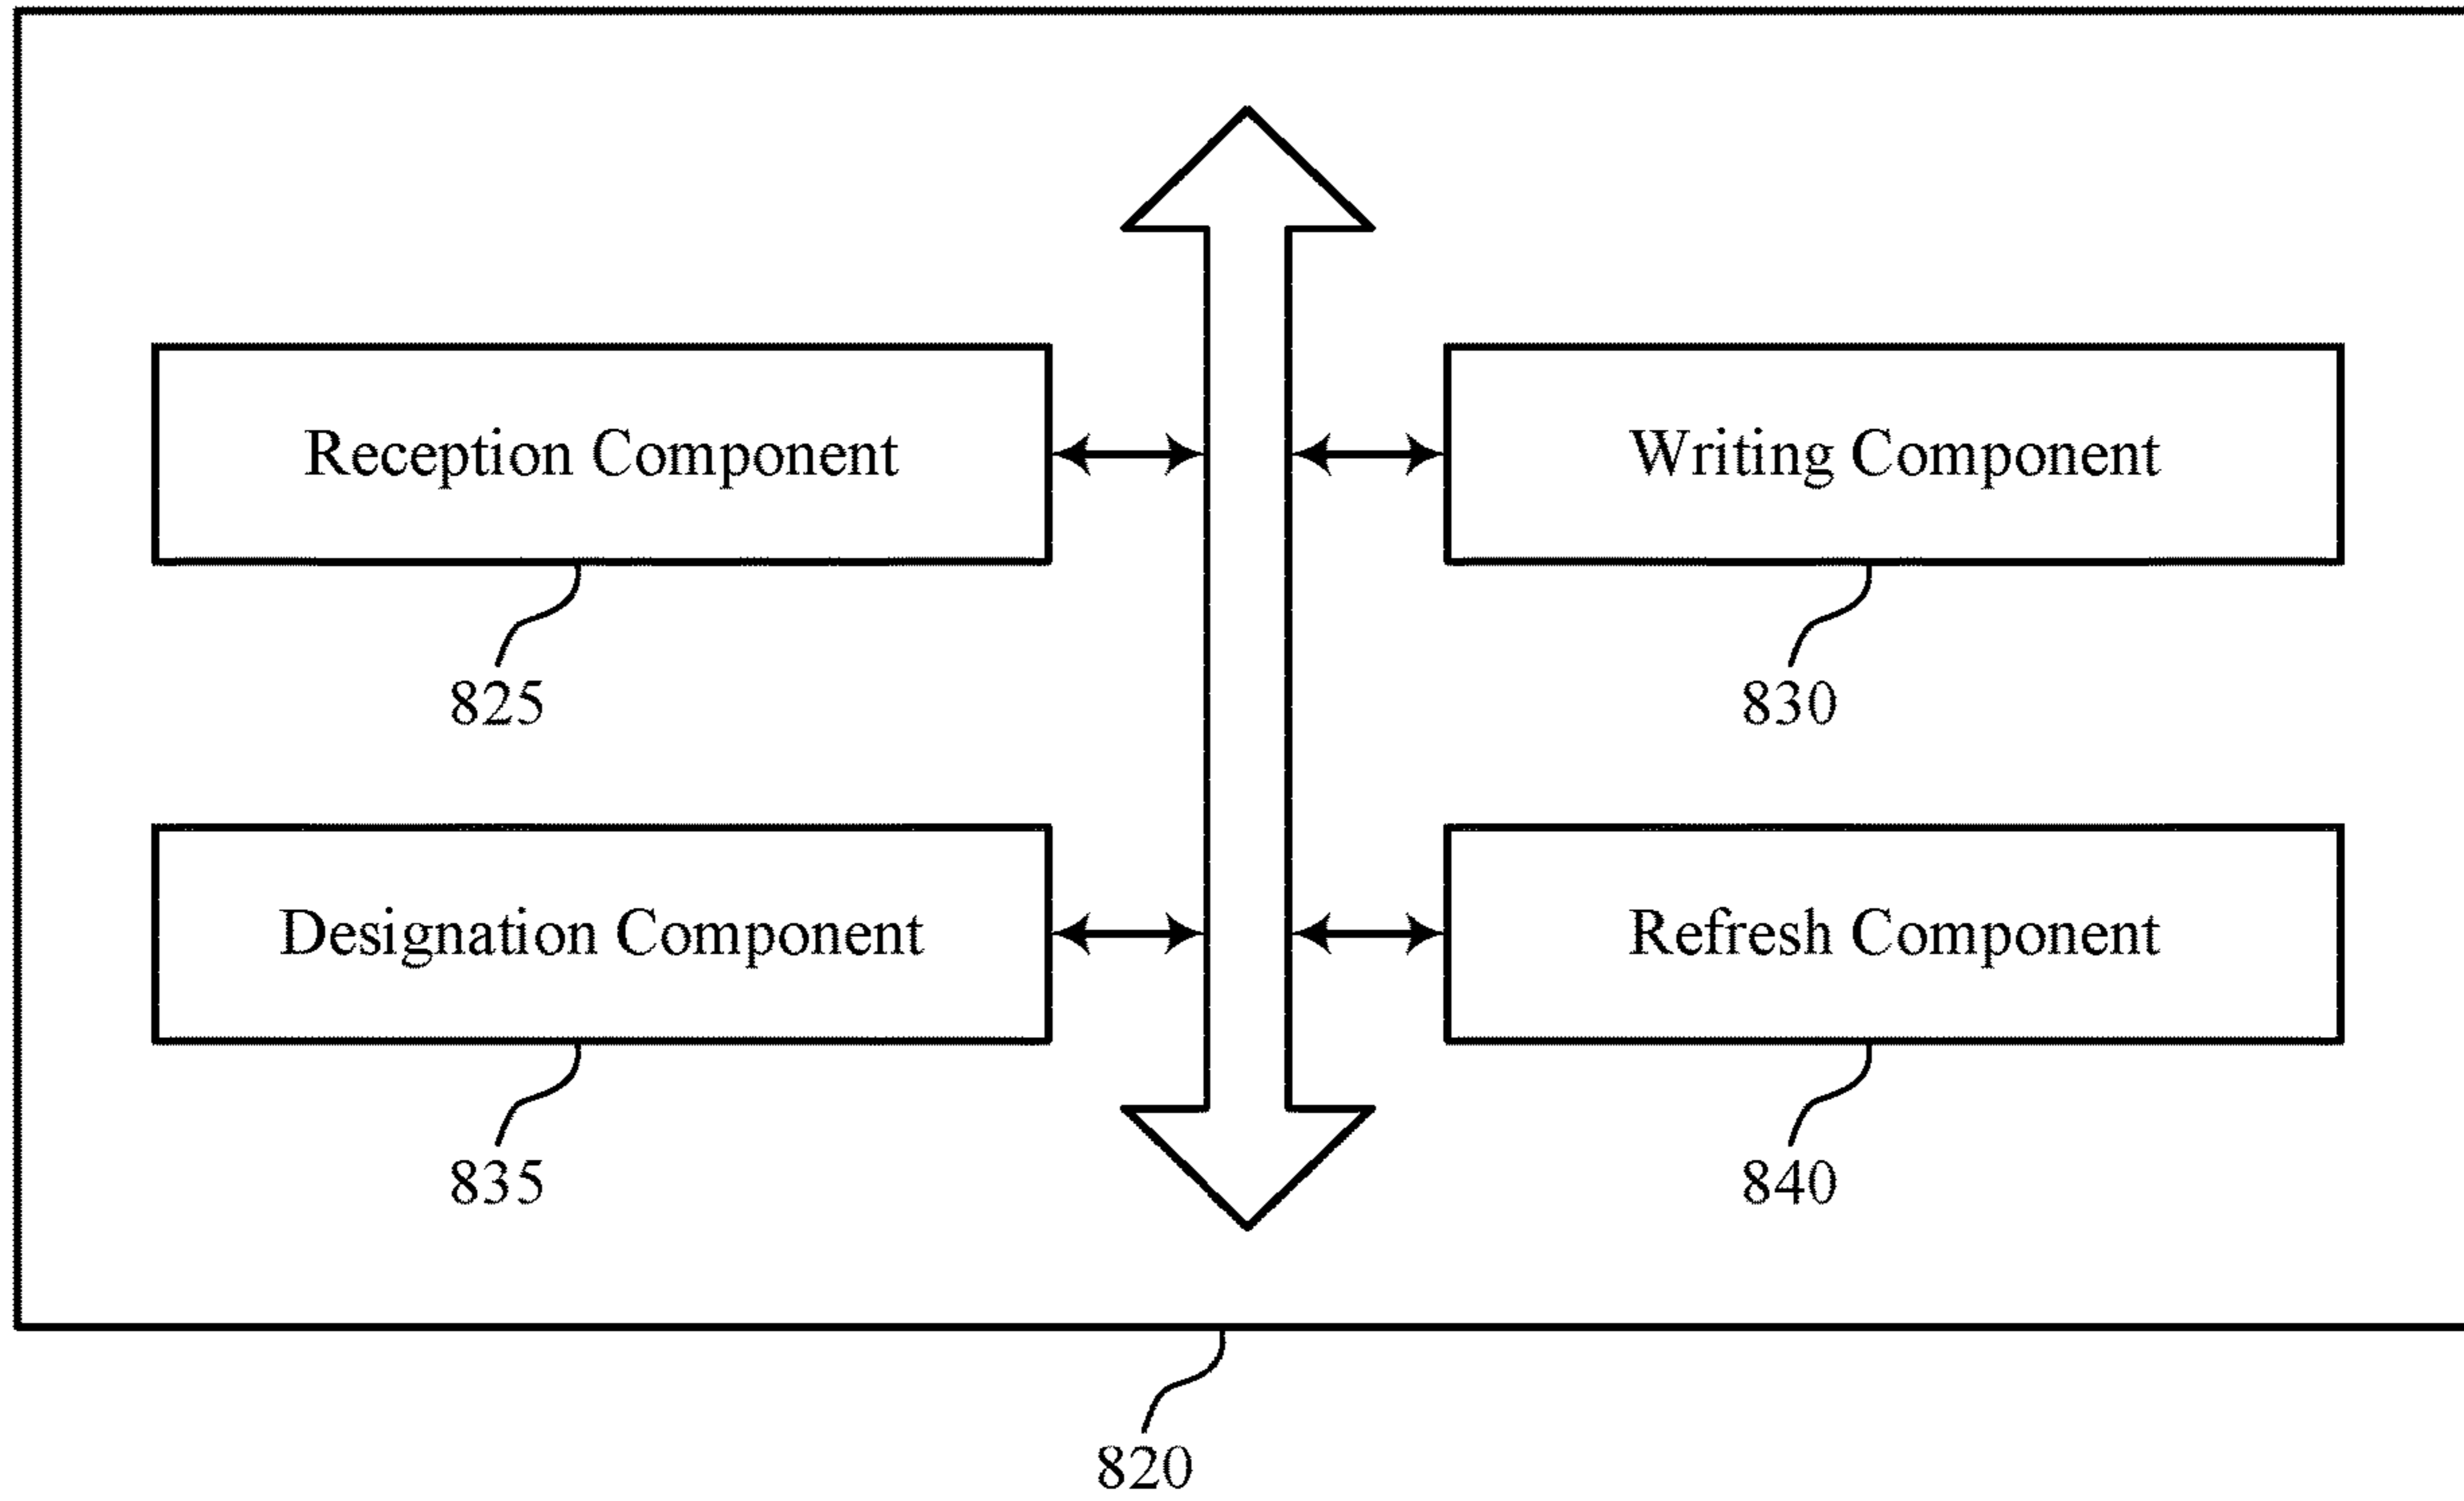 Reception Component
Writing Component
825
830
Designation Component
Refresh Component
835
840
820